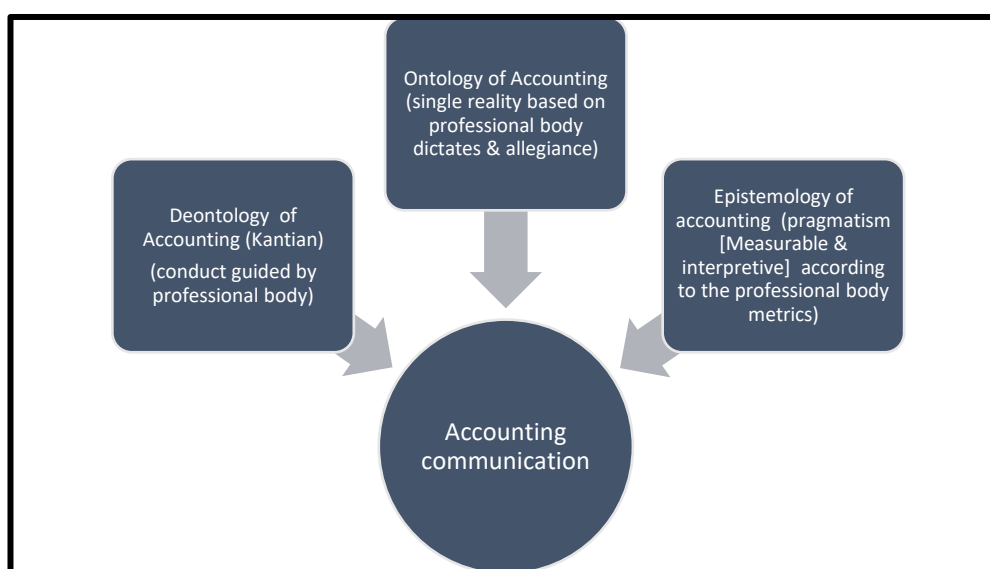 Ontology of Accounting
(single reality based on
professional body
dictates & allegiance)
Deontology of
Accounting (Kantian)
(conduct guided by
professional body)
Epistemology of
accounting (pragmatism
[Measurable &
interpretive] according
to the professional body
metrics)
Accounting
communication